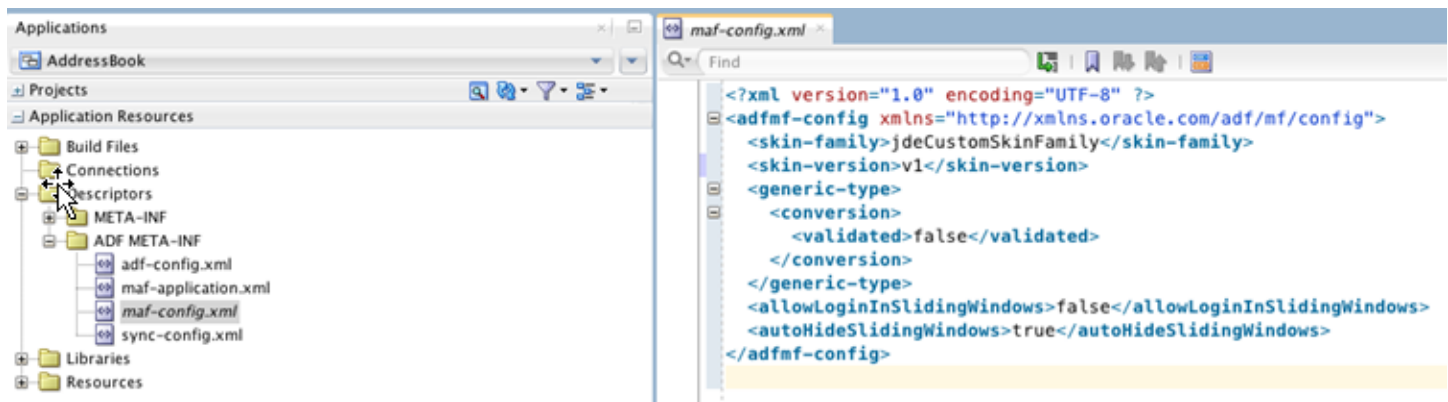 Applications
AddressBook
Projects
Application Resources
Build Files
Connections
Descriptors
META-INF
ADF META-INF
adf-config.xml
maf-application.xml
maf-config.xml
sync-config.xml
Libraries
Resources
maf-config.xml
Find
<?xml version="1.0" encoding="UTF-8" ?>
<adfmf-config xmlns="http://xmlns.oracle.com/adf/mf/config">
<skin-family>jdeCustomSkinFamily</skin-family>
<skin-version>v1</skin-version>
<generic-type>
<conversion>
<validated>false</validated>
</conversion>
</generic-type>
<allowLoginInSlidingWindows>false</allowLoginInSlidingWindows>
<autoHideSlidingWindows>true</autoHideSlidingWindows>
</adfmf-config>